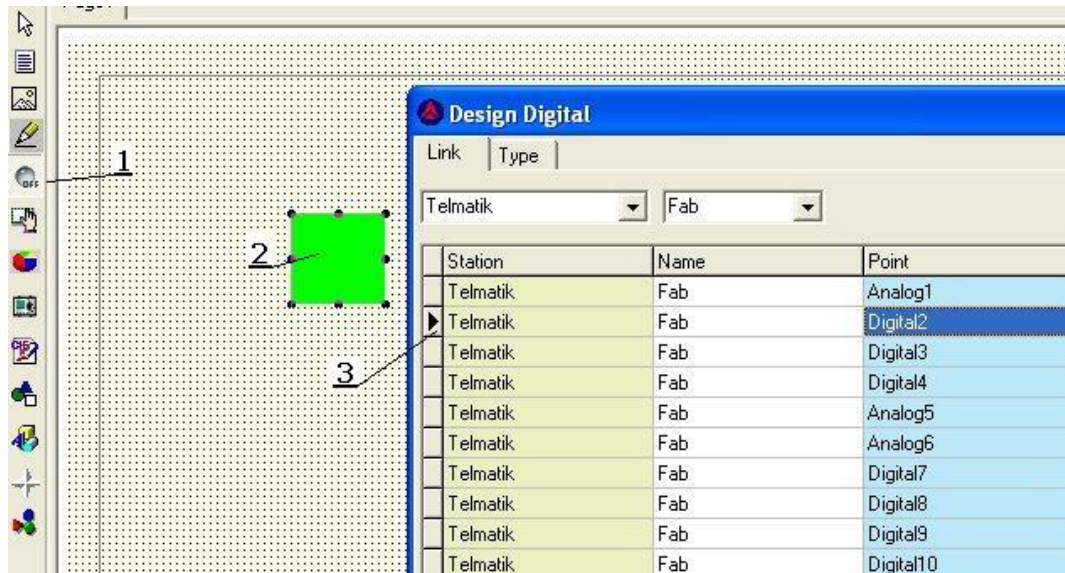 1
OFF
2
3
Design Digital
Link Type
Telmatik Fab
Station Name Point
Telmatik Fab Analog1
Telmatik Fab Digital2
Telmatik Fab Digital3
Telmatik Fab Digital4
Telmatik Fab Analog5
Telmatik Fab Analog6
Telmatik Fab Digital7
Telmatik Fab Digital8
Telmatik Fab Digital9
Telmatik Fab Digital10